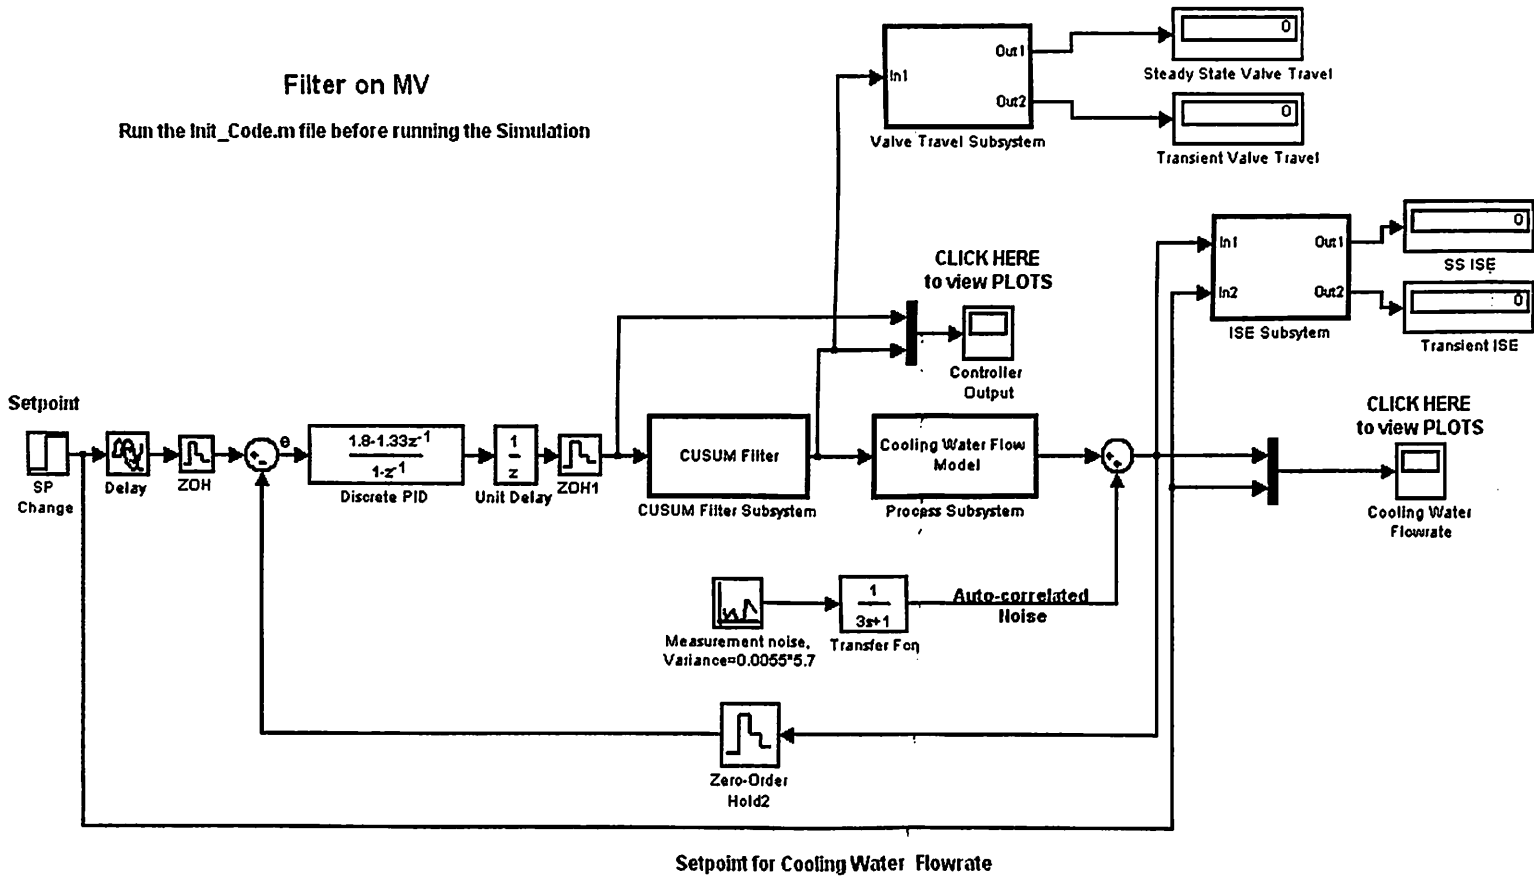 Filter on MV
Run the Init_Code.m file before running the Simulation
In1
Out1
Out2
Valve Travel Subsystem
0
Steady State Valve Travel
0
Transient Valve Travel
In1
In2
Out1
Out2
ISE Subsytem
0
SS ISE
0
Transient ISE
CLICK HERE
to view PLOTS
Controller
Output
Setpoint
SP
Change
Delay
ZOH
+
-
e
1.8-1.33z-1
1-z-1
Discrete PID
1
z
Unit Delay
ZOH1
CUSUM Filter
CUSUM Filter Subsystem
Cooling Water Flow
Model
Process Subsystem
+
+
CLICK HERE
to view PLOTS
Cooling Water
Flowrate
Measurement noise,
Variance=0.0055*5.7
1
3s+1
Transfer Fcn
Auto-correlated
Noise
Zero-Order
Hold2
Setpoint for Cooling Water Flowrate